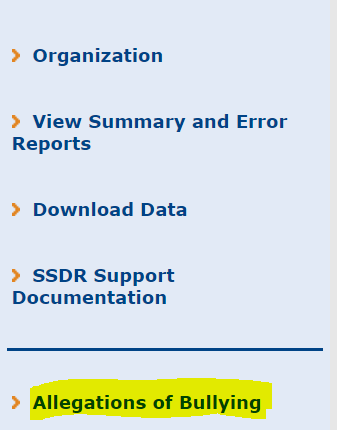 Organization
View Summary and Error
Reports
Download Data
SSDR Support
Documentation
Allegations of Bullying